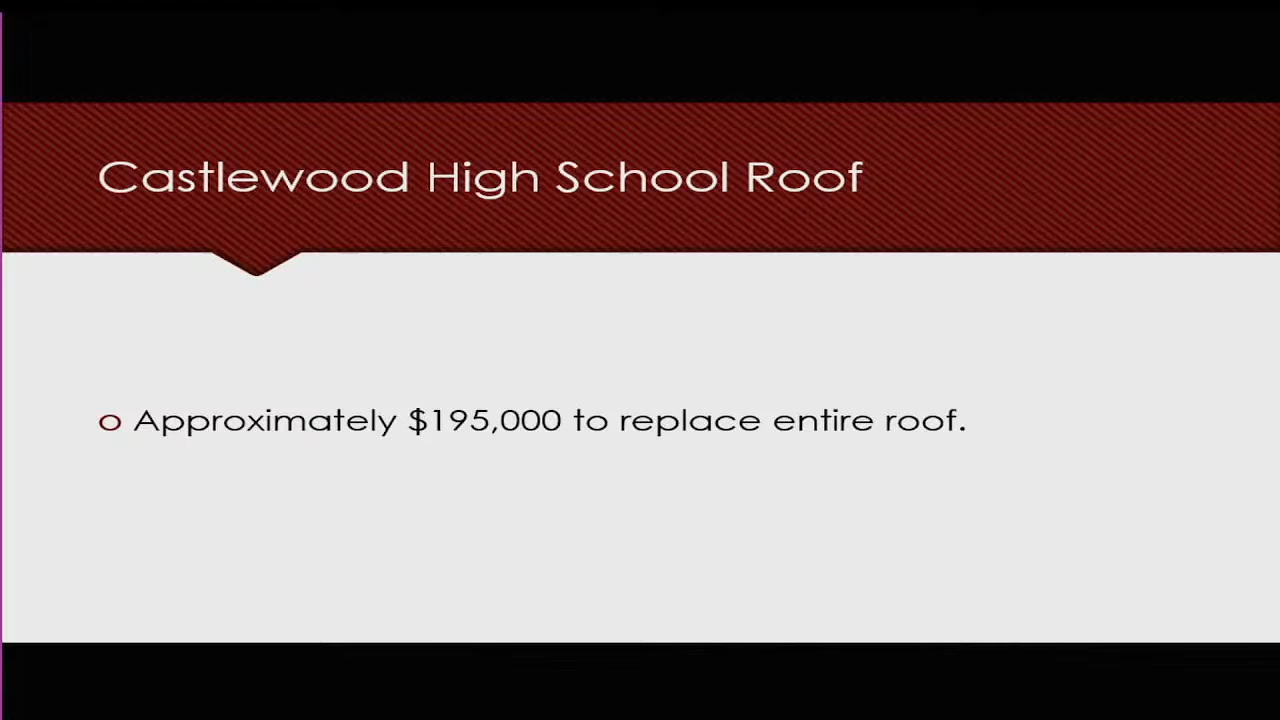 Castlewood High School Roof
o Approximately $195,000 to replace entire roof.